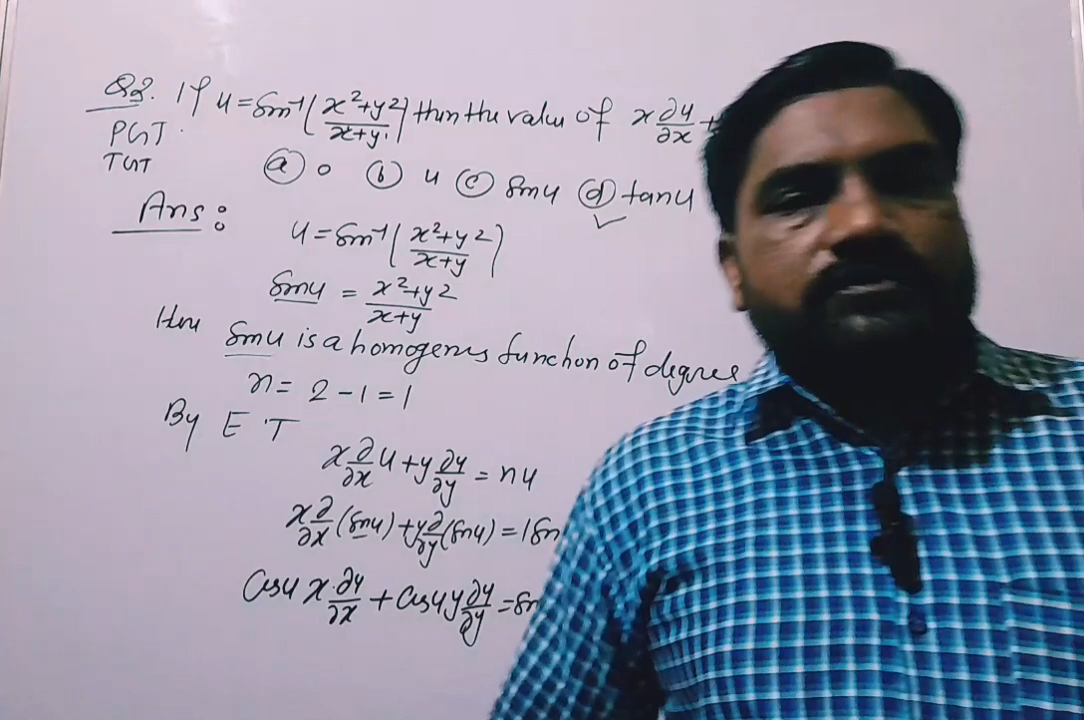 Q3. If u = Sin⁻¹(x²+y²/x+y) then the value of x ∂u/∂x +
PGT.
TGT
(a) 0 (b) u (c) Sinu (d) tanu ✓
Ans:
u = Sin⁻¹(x²+y²/x+y)
Sinu = x²+y²/x+y
Here Sinu is a homogenes function of degree
n = 2 - 1 = 1
By E T
x ∂/∂x u + y ∂u/∂y = nu
x ∂/∂x (Sinu) + y ∂/∂y (Sinu) = 1 Sin
Cosu x ∂u/∂x + Cosu y ∂u/∂y = Sin